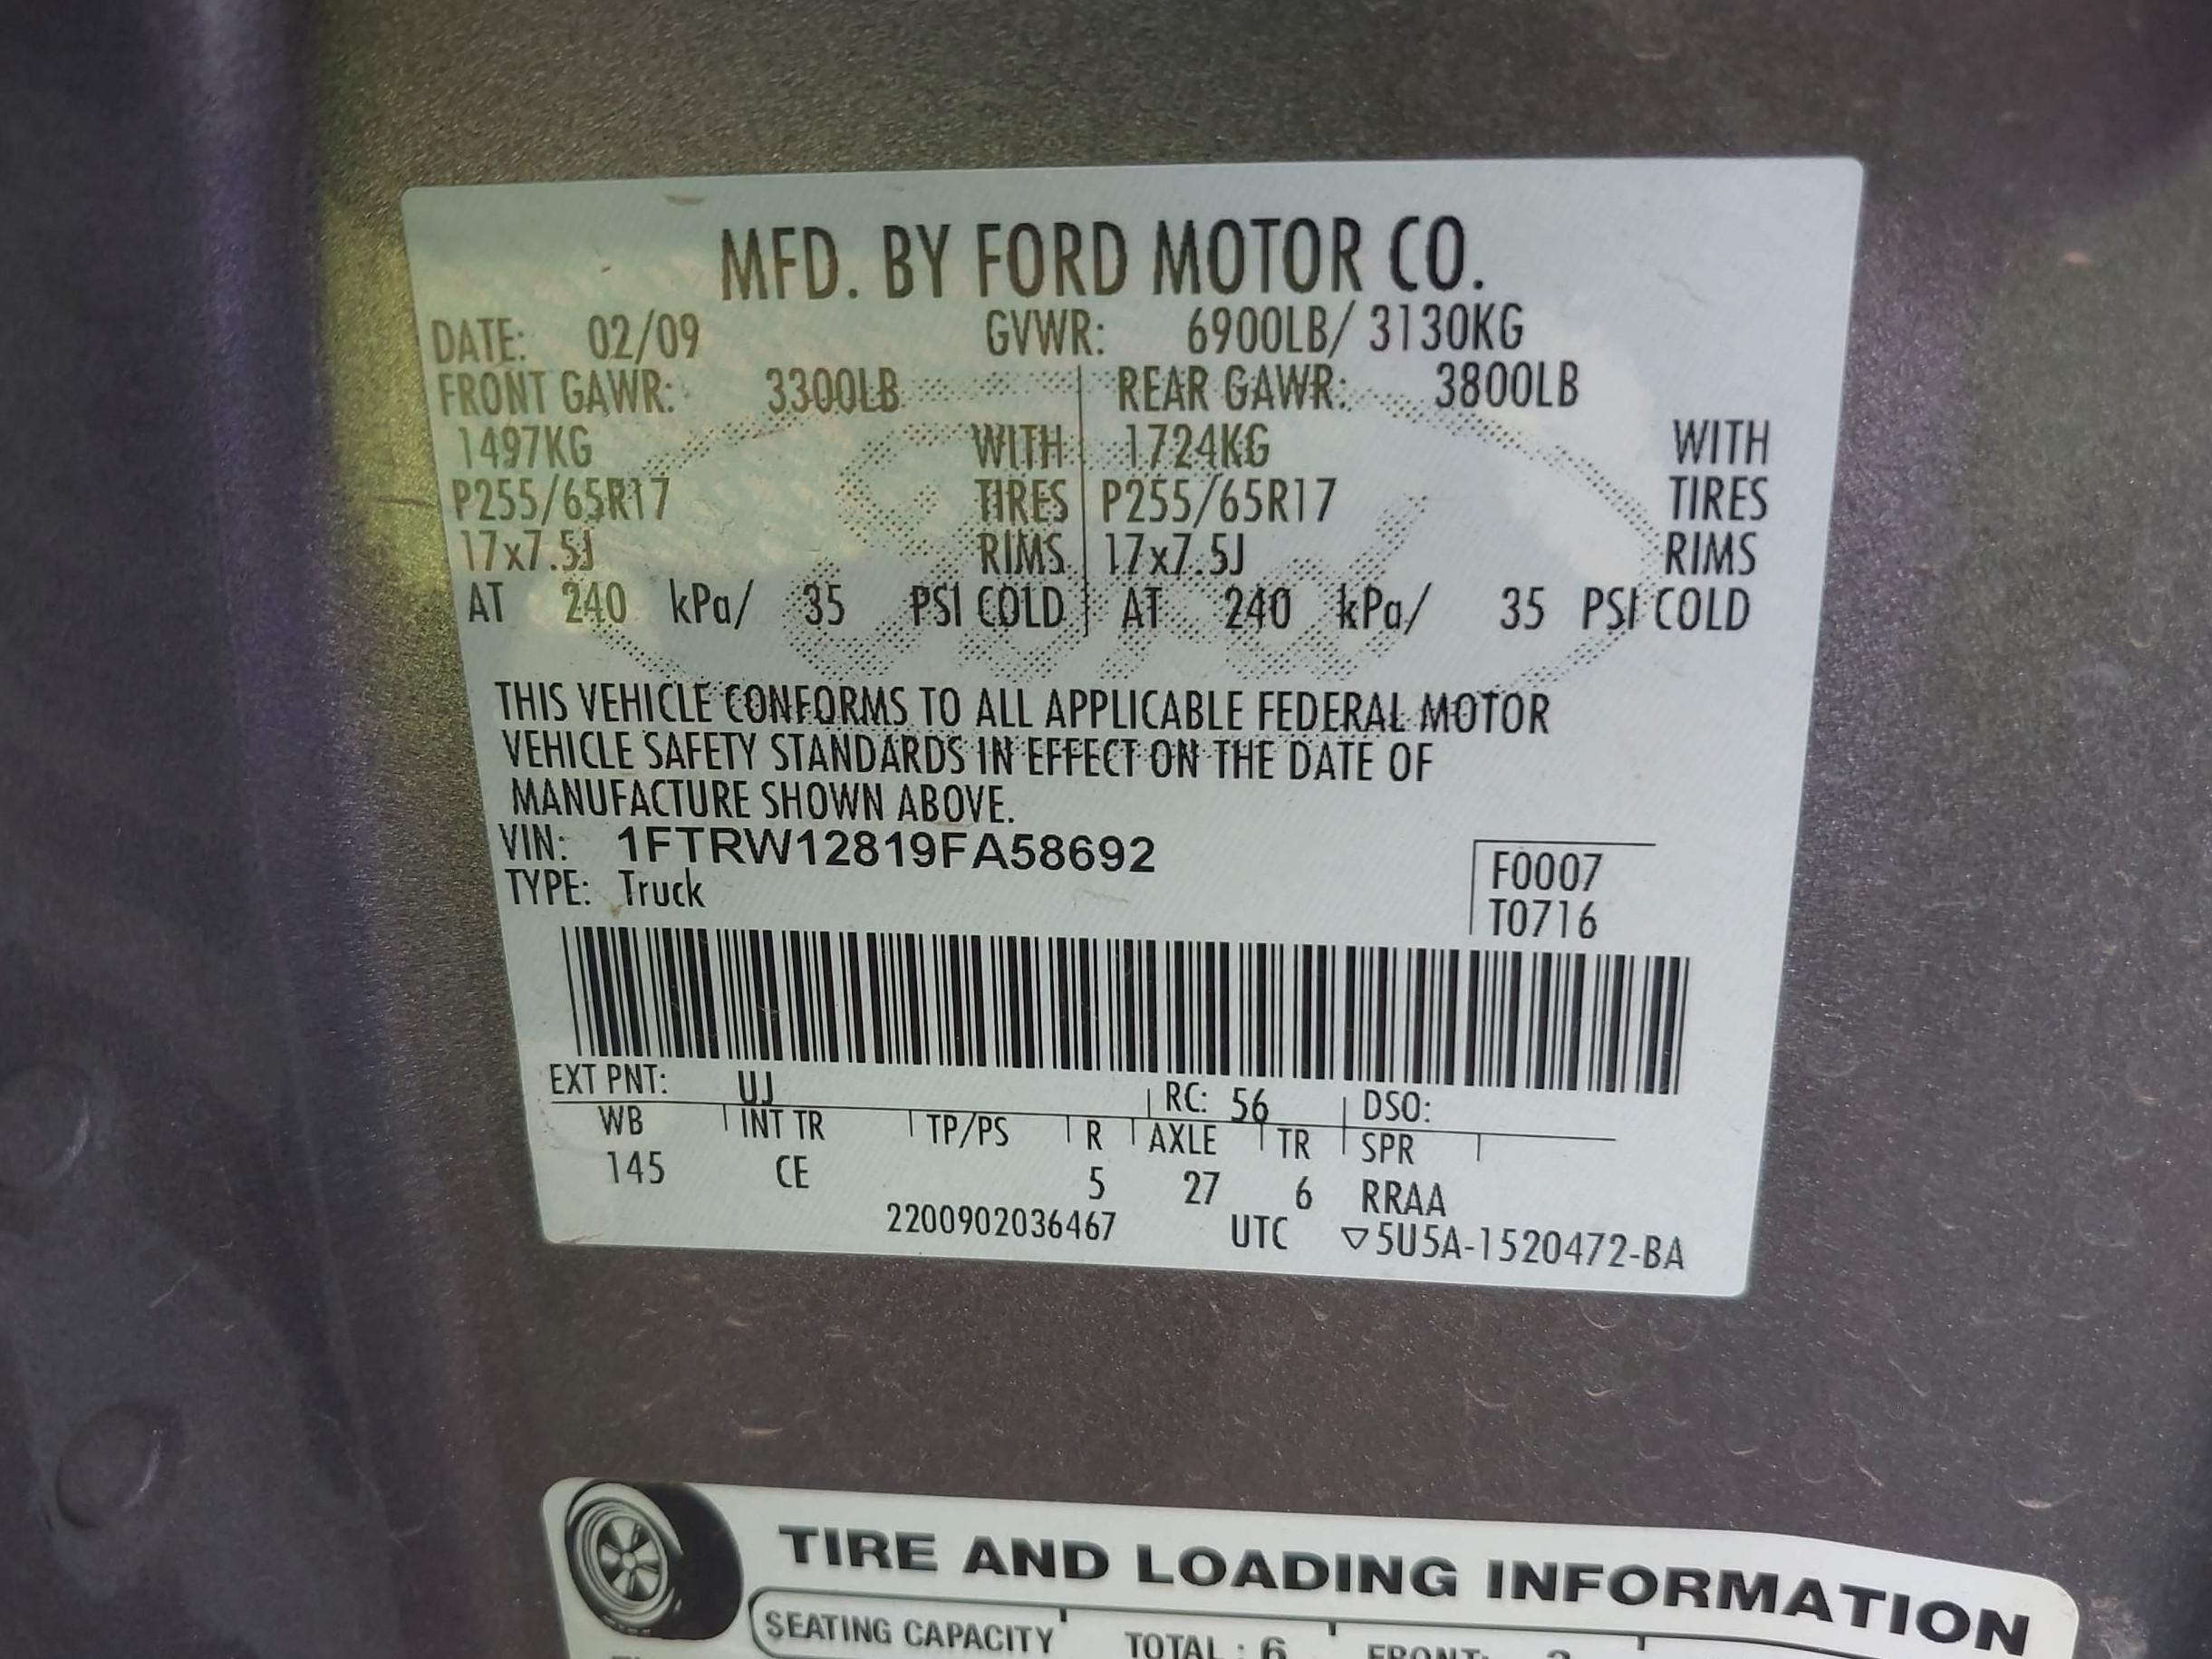 MFD. BY FORD MOTOR CO.
DATE: 02/09 GVWR: 6900LB/ 3130KG
FRONT GAWR: 3300LB REAR GAWR: 3800LB
1497KG WITH 1724KG WITH
P255/65R17 TIRES P255/65R17 TIRES
17x7.5J RIMS 17x7.5J RIMS
AT 240 kPa/ 35 PSI COLD AT 240 kPa/ 35 PSI COLD
THIS VEHICLE CONFORMS TO ALL APPLICABLE FEDERAL MOTOR
VEHICLE SAFETY STANDARDS IN EFFECT ON THE DATE OF
MANUFACTURE SHOWN ABOVE.
VIN: 1FTRW12819FA58692
F0007
TYPE: Truck
T0716
EXT PNT: UJ RC: 56 DSO:
WB INT TR TP/PS R AXLE TR SPR
145 CE 5 27 6 RRAA
2200902036467 UTC ▽5U5A-1520472-BA
TIRE AND LOADING INFORMATION
SEATING CAPACITY TOTAL : 6 FRONT: